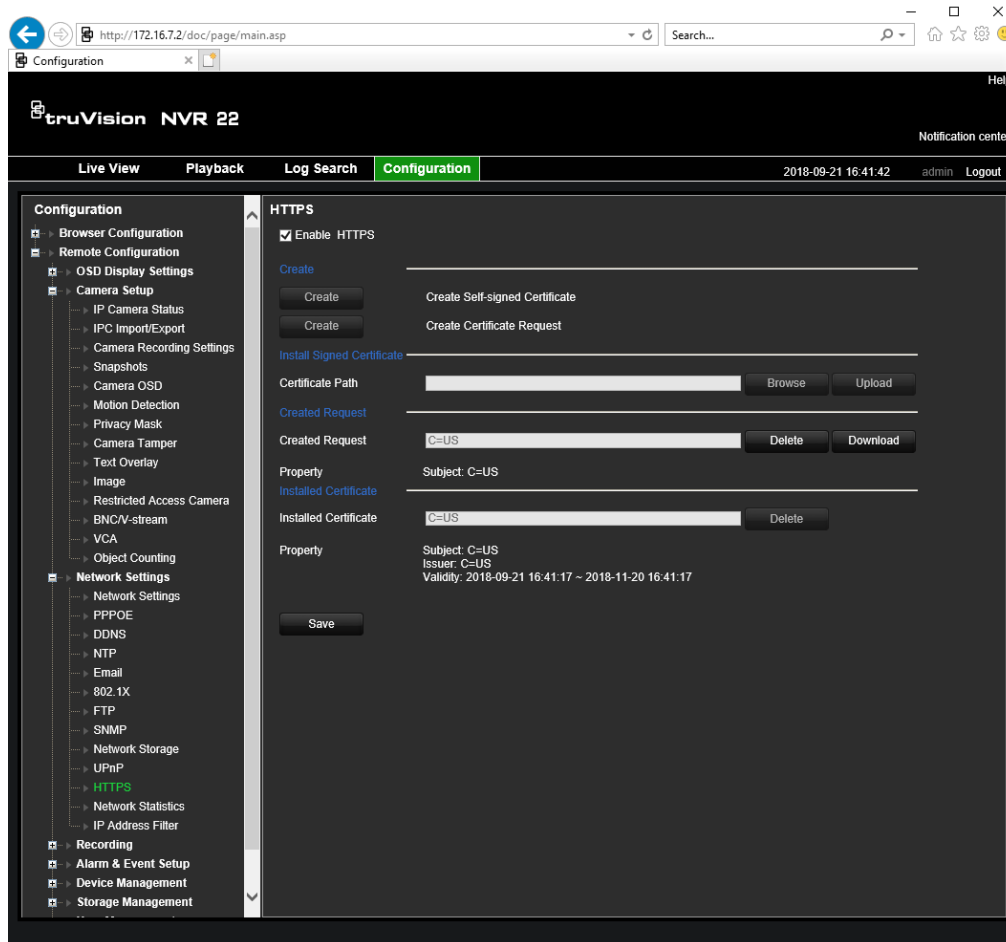 http://172.16.7.2/doc/page/main.asp
Search...
Configuration
Hel
truVision NVR 22
Notification cente
Live View Playback Log Search Configuration
2018-09-21 16:41:42 admin Logout
Configuration
Browser Configuration
Remote Configuration
OSD Display Settings
Camera Setup
IP Camera Status
IPC Import/Export
Camera Recording Settings
Snapshots
Camera OSD
Motion Detection
Privacy Mask
Camera Tamper
Text Overlay
Image
Restricted Access Camera
BNC/V-stream
VCA
Object Counting
Network Settings
Network Settings
PPPOE
DDNS
NTP
Email
802.1X
FTP
SNMP
Network Storage
UPnP
HTTPS
Network Statistics
IP Address Filter
Recording
Alarm & Event Setup
Device Management
Storage Management
HTTPS
Enable HTTPS
Create
Create Create Self-signed Certificate
Create Create Certificate Request
Install Signed Certificate
Certificate Path Browse Upload
Created Request
Created Request C=US Delete Download
Property Subject: C=US
Installed Certificate
Installed Certificate C=US Delete
Property Subject: C=US
Issuer: C=US
Validity: 2018-09-21 16:41:17 ~ 2018-11-20 16:41:17
Save